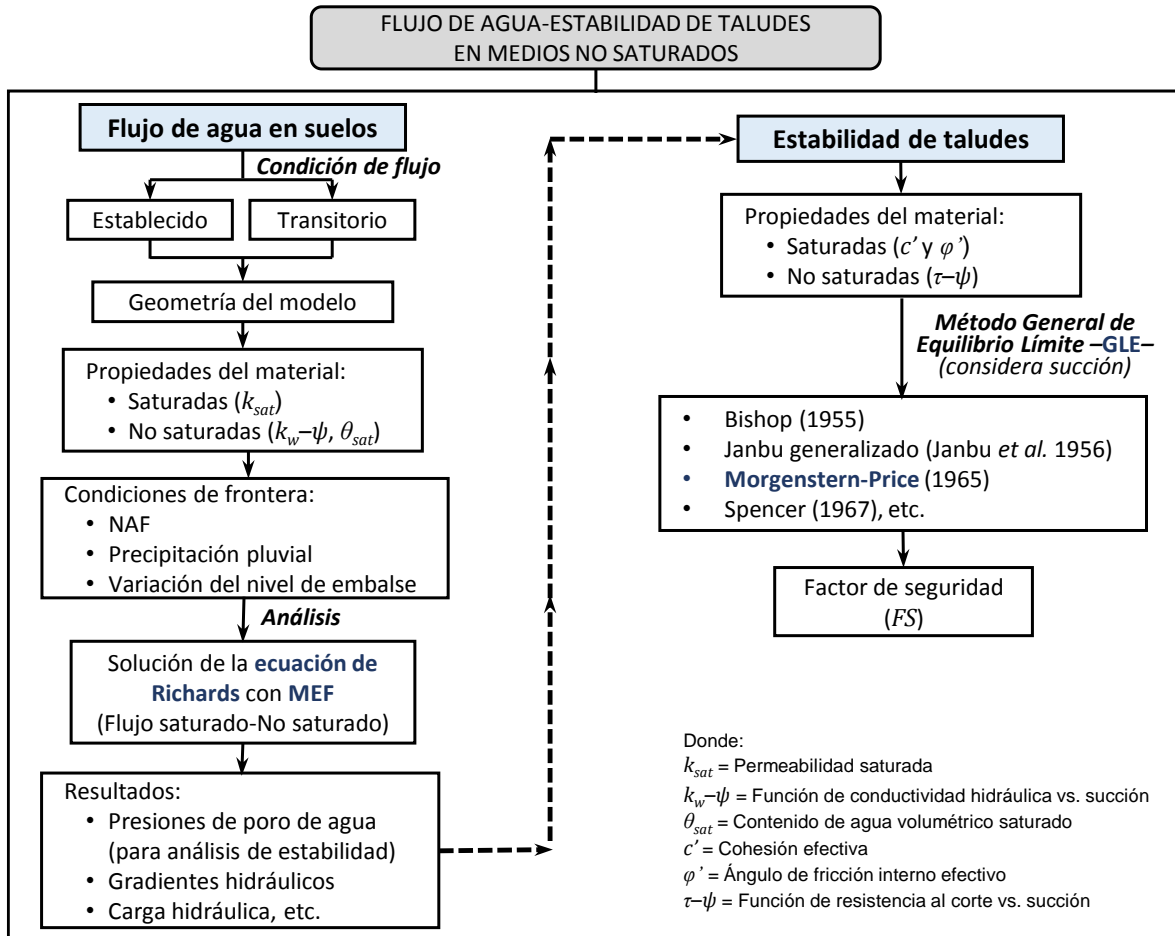 FLUJO DE AGUA-ESTABILIDAD DE TALUDES
EN MEDIOS NO SATURADOS
Flujo de agua en suelos
Condición de flujo
Establecido
Transitorio
Geometría del modelo
Propiedades del material:
• Saturadas (ksat)
• No saturadas (kw–ψ, θsat)
Condiciones de frontera:
• NAF
• Precipitación pluvial
• Variación del nivel de embalse
Análisis
Solución de la ecuación de
Richards con MEF
(Flujo saturado-No saturado)
Resultados:
• Presiones de poro de agua
(para análisis de estabilidad)
• Gradientes hidráulicos
• Carga hidráulica, etc.
Estabilidad de taludes
Propiedades del material:
• Saturadas (c' y φ')
• No saturadas (τ–ψ)
Método General de
Equilibrio Límite –GLE–
(considera succión)
• Bishop (1955)
• Janbu generalizado (Janbu et al. 1956)
• Morgenstern-Price (1965)
• Spencer (1967), etc.
Factor de seguridad
(FS)
Donde:
ksat = Permeabilidad saturada
kw–ψ = Función de conductividad hidráulica vs. succión
θsat = Contenido de agua volumétrico saturado
c' = Cohesión efectiva
φ' = Ángulo de fricción interno efectivo
τ–ψ = Función de resistencia al corte vs. succión